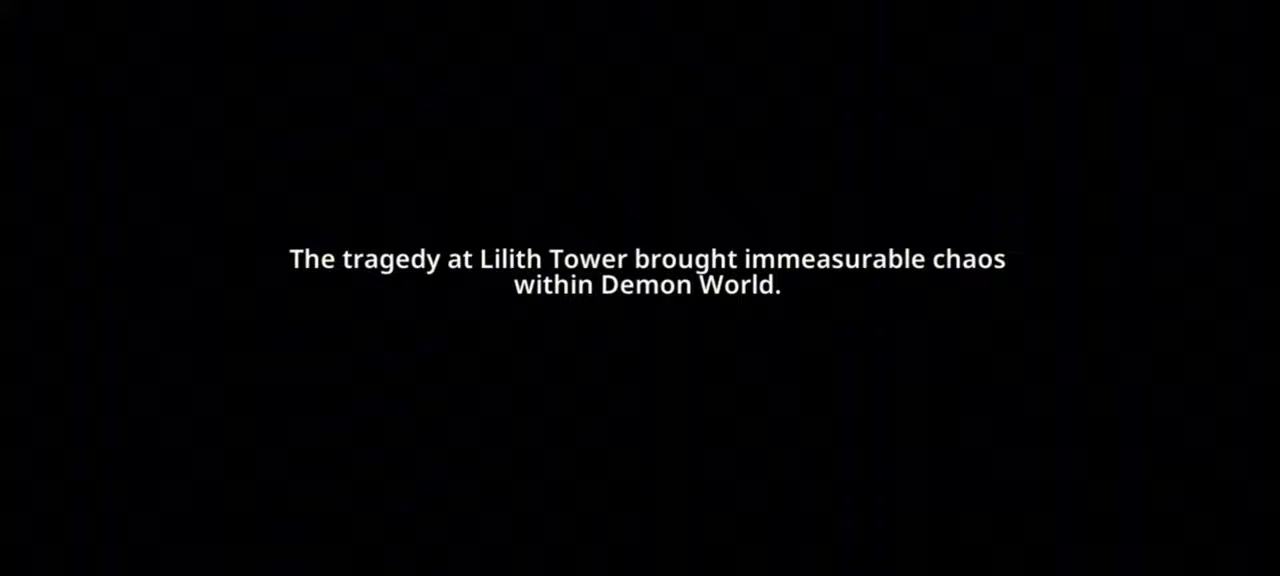 The tragedy at Lilith Tower brought immeasurable chaos
within Demon World.